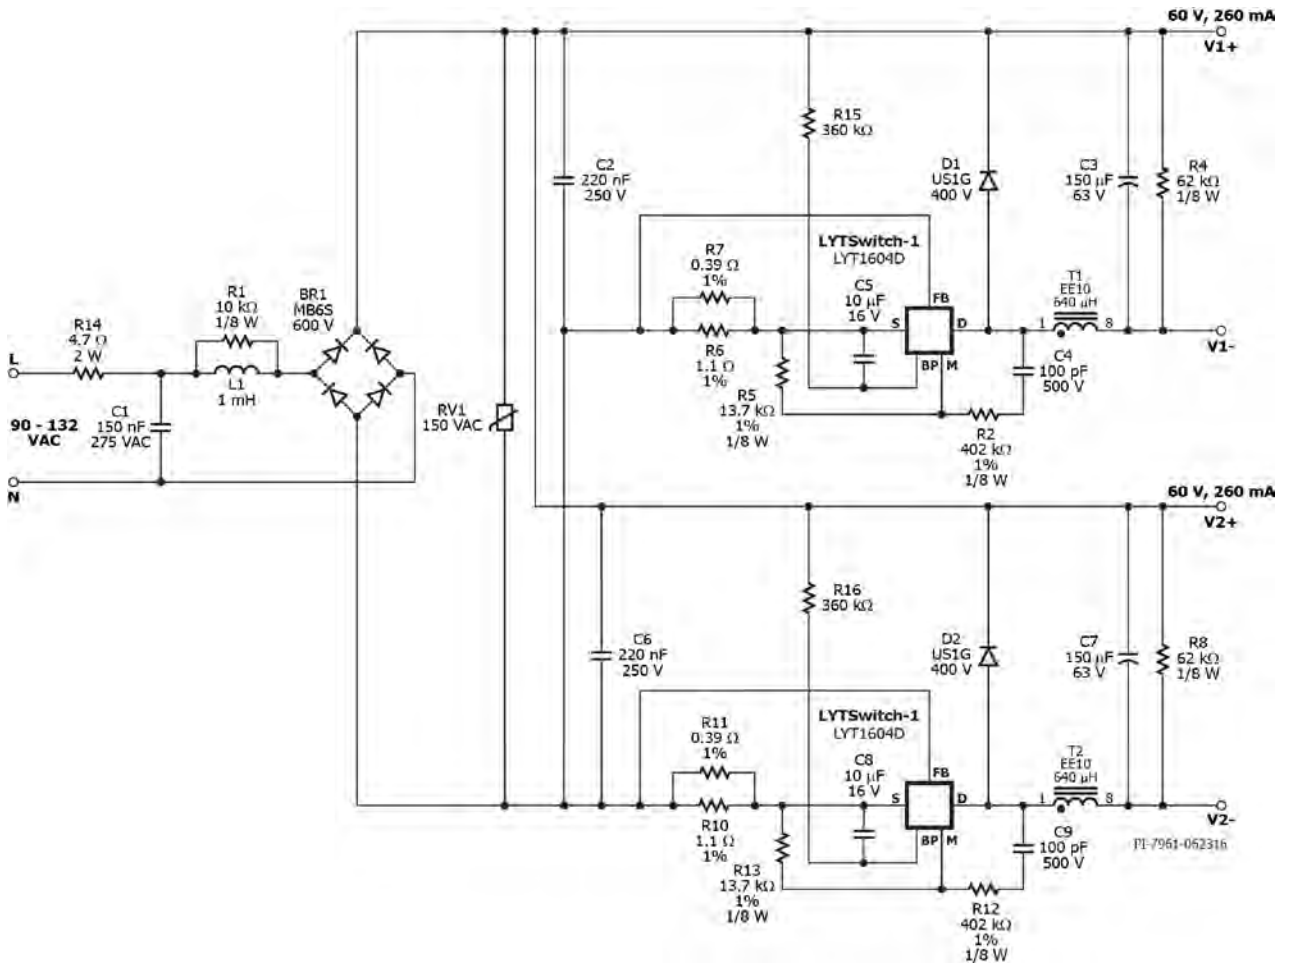 60 V, 260 mA
V1+
R15
360 kΩ
C2
220 nF
250 V
D1
US1G
400 V
C3
150 µF
63 V
R4
62 kΩ
1/8 W
LYTSwitch-1
LYT1604D
R7
0.39 Ω
1%
C5
10 µF
16 V
FB
S
D
BP
M
T1
EE10
640 µH
1
8
V1-
R6
1.1 Ω
1%
R5
13.7 kΩ
1%
1/8 W
C4
100 pF
500 V
R2
402 kΩ
1%
1/8 W
R14
4.7 Ω
2 W
R1
10 kΩ
1/8 W
BR1
MB6S
600 V
L
L1
1 mH
90 - 132
VAC
C1
150 nF
275 VAC
N
RV1
150 VAC
60 V, 260 mA
V2+
R16
360 kΩ
C6
220 nF
250 V
D2
US1G
400 V
C7
150 µF
63 V
R8
62 kΩ
1/8 W
LYTSwitch-1
LYT1604D
R11
0.39 Ω
1%
C8
10 µF
16 V
FB
S
D
BP
M
T2
EE10
640 µH
1
8
V2-
R10
1.1 Ω
1%
R13
13.7 kΩ
1%
1/8 W
C9
100 pF
500 V
R12
402 kΩ
1%
1/8 W
PI-7961-062316